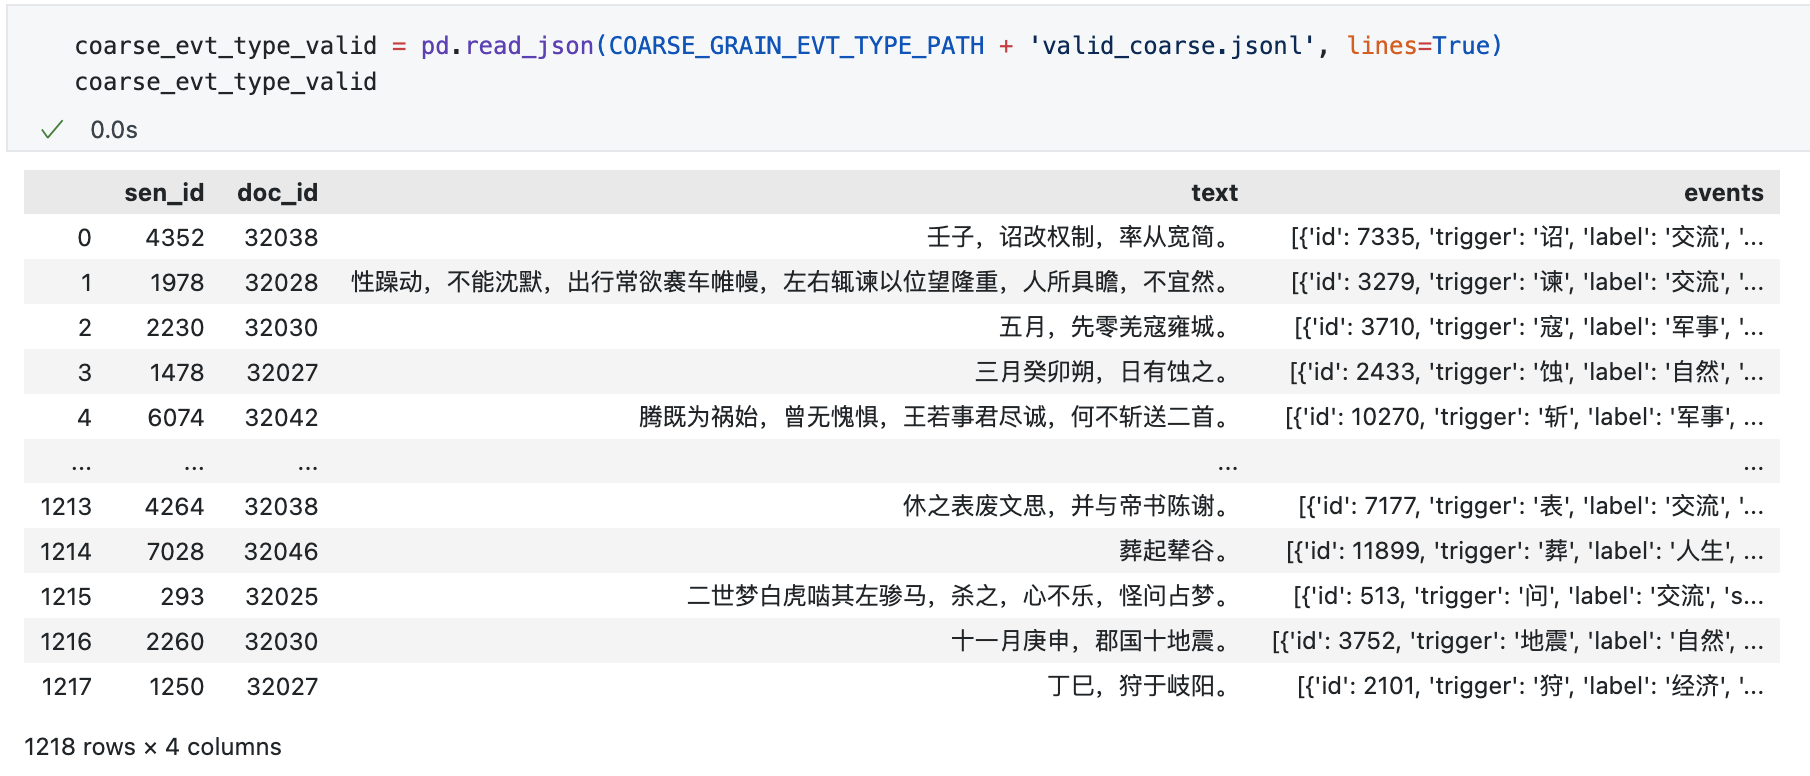 coarse_evt_type_valid = pd.read_json(COARSE_GRAIN_EVT_TYPE_PATH + 'valid_coarse.jsonl', lines=True)
coarse_evt_type_valid
✓ 0.0s
sen_id doc_id text events
0 4352 32038 壬子，诏改权制，率从宽简。 [{'id': 7335, 'trigger': '诏', 'label': '交流', '...
1 1978 32028 性躁动，不能沈默，出行常欲褰车帷幔，左右辄谏以位望隆重，人所具瞻，不宜然。 [{'id': 3279, 'trigger': '谏', 'label': '交流', '...
2 2230 32030 五月，先零羌寇雍城。 [{'id': 3710, 'trigger': '寇', 'label': '军事', '...
3 1478 32027 三月癸卯朔，日有蚀之。 [{'id': 2433, 'trigger': '蚀', 'label': '自然', '...
4 6074 32042 腾既为祸始，曾无愧惧，王若事君尽诚，何不斩送二首。 [{'id': 10270, 'trigger': '斩', 'label': '军事', ...
... ... ... ... ...
1213 4264 32038 休之表废文思，并与帝书陈谢。 [{'id': 7177, 'trigger': '表', 'label': '交流', '...
1214 7028 32046 葬起辇谷。 [{'id': 11899, 'trigger': '葬', 'label': '人生', ...
1215 293 32025 二世梦白虎啮其左骖马，杀之，心不乐，怪问占梦。 [{'id': 513, 'trigger': '问', 'label': '交流', 's...
1216 2260 32030 十一月庚申，郡国十地震。 [{'id': 3752, 'trigger': '地震', 'label': '自然', ...
1217 1250 32027 丁巳，狩于岐阳。 [{'id': 2101, 'trigger': '狩', 'label': '经济', '...
1218 rows × 4 columns